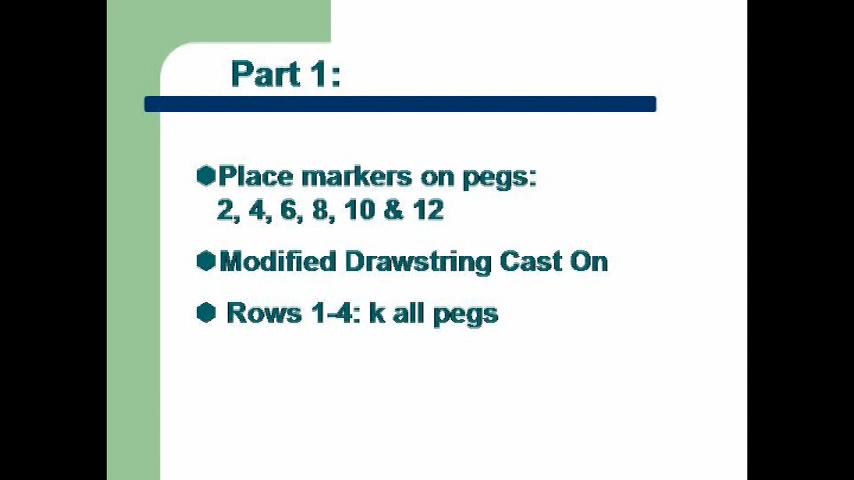 Part 1:
Place markers on pegs:
2, 4, 6, 8, 10 & 12
Modified Drawstring Cast On
Rows 1-4: k all pegs